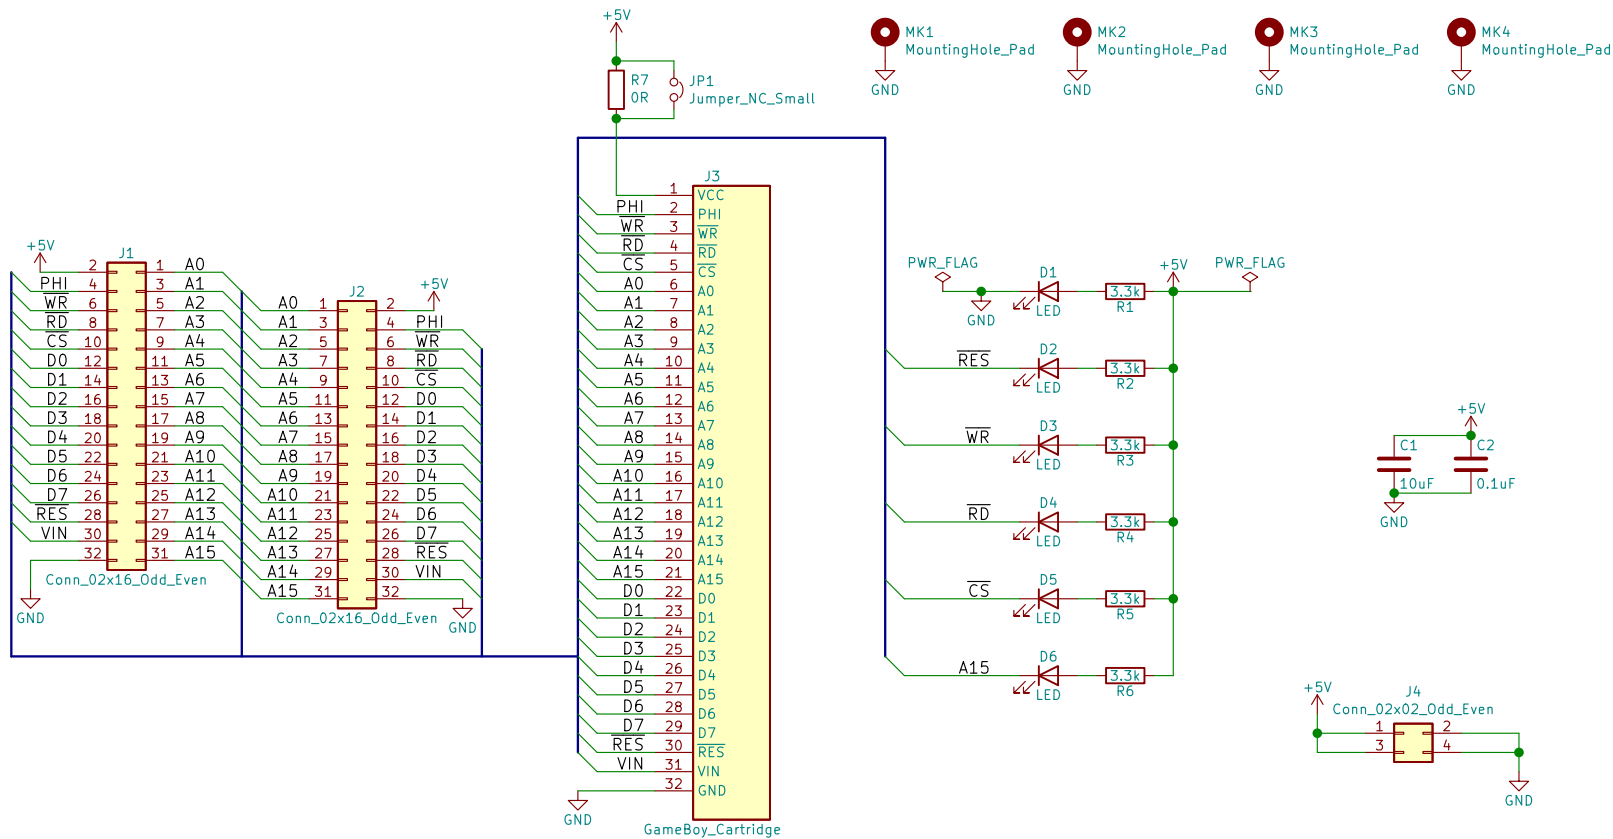 +5V
R7
0R
JP1
Jumper_NC_Small
MK1
MountingHole_Pad
GND
MK2
MountingHole_Pad
GND
MK3
MountingHole_Pad
GND
MK4
MountingHole_Pad
GND
J1
+5V
2 1 A0
PHI 4 3 A1
WR 6 5 A2
RD 8 7 A3
CS 10 9 A4
D0 12 11 A5
D1 14 13 A6
D2 16 15 A7
D3 18 17 A8
D4 20 19 A9
D5 22 21 A10
D6 24 23 A11
D7 26 25 A12
RES 28 27 A13
VIN 30 29 A14
32 31 A15
Conn_02x16_Odd_Even
GND
J2
+5V
A0 1 2
A1 3 4 PHI
A2 5 6 WR
A3 7 8 RD
A4 9 10 CS
A5 11 12 D0
A6 13 14 D1
A7 15 16 D2
A8 17 18 D3
A9 19 20 D4
A10 21 22 D5
A11 23 24 D6
A12 25 26 D7
A13 27 28 RES
A14 29 30 VIN
A15 31 32
Conn_02x16_Odd_Even
GND
J3
1 VCC
PHI 2 PHI
WR 3 WR
RD 4 RD
CS 5 CS
A0 6 A0
A1 7 A1
A2 8 A2
A3 9 A3
A4 10 A4
A5 11 A5
A6 12 A6
A7 13 A7
A8 14 A8
A9 15 A9
A10 16 A10
A11 17 A11
A12 18 A12
A13 19 A13
A14 20 A14
A15 21 A15
D0 22 D0
D1 23 D1
D2 24 D2
D3 25 D3
D4 26 D4
D5 27 D5
D6 28 D6
D7 29 D7
RES 30 RES
VIN 31 VIN
32 GND
GND
GameBoy_Cartridge
PWR_FLAG
GND
D1
LED
3.3k
R1
+5V
PWR_FLAG
RES
D2
LED
3.3k
R2
WR
D3
LED
3.3k
R3
RD
D4
LED
3.3k
R4
CS
D5
LED
3.3k
R5
A15
D6
LED
3.3k
R6
+5V
C1
10uF
C2
0.1uF
GND
J4
+5V
Conn_02x02_Odd_Even
1 2
3 4
GND